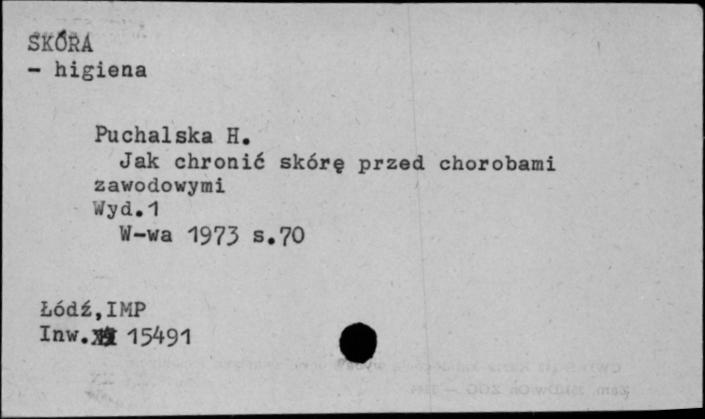 SKÓRA
- higiena
Puchalska H.
Jak chronić skórę przed chorobami
zawodowymi
Wyd.1
W-wa 1973 s.70
Łódź,IMP
Inw. 15491